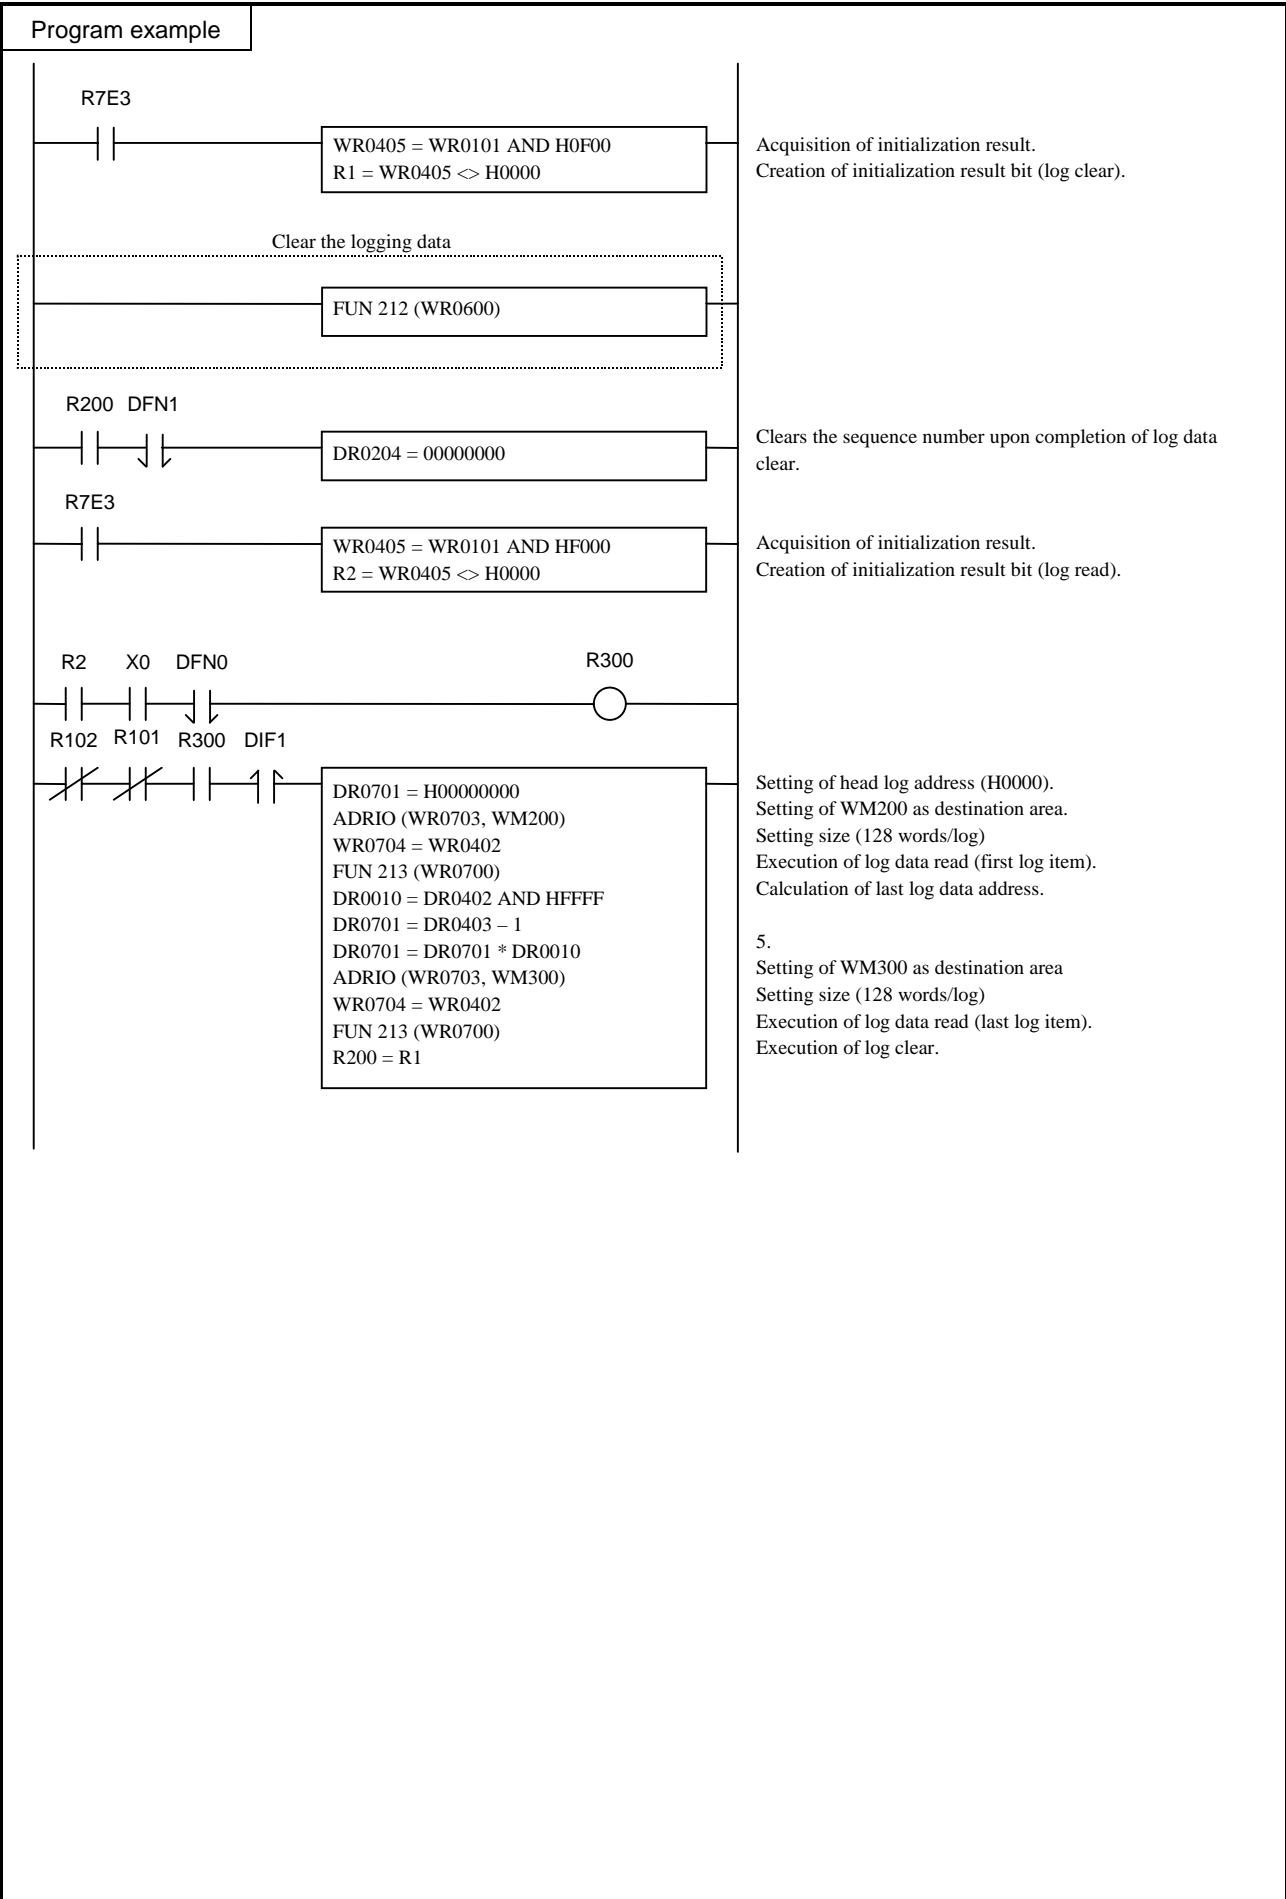 Program example
R7E3
WR0405 = WR0101 AND H0F00
R1 = WR0405 <> H0000
Acquisition of initialization result.
Creation of initialization result bit (log clear).
Clear the logging data
FUN 212 (WR0600)
R200 DFN1
DR0204 = 00000000
Clears the sequence number upon completion of log data
clear.
R7E3
WR0405 = WR0101 AND HF000
R2 = WR0405 <> H0000
Acquisition of initialization result.
Creation of initialization result bit (log read).
R2 X0 DFN0 R300
R102 R101 R300 DIF1
DR0701 = H00000000
ADRIO (WR0703, WM200)
WR0704 = WR0402
FUN 213 (WR0700)
DR0010 = DR0402 AND HFFFF
DR0701 = DR0403 – 1
DR0701 = DR0701 * DR0010
ADRIO (WR0703, WM300)
WR0704 = WR0402
FUN 213 (WR0700)
R200 = R1
Setting of head log address (H0000).
Setting of WM200 as destination area.
Setting size (128 words/log)
Execution of log data read (first log item).
Calculation of last log data address.
5.
Setting of WM300 as destination area
Setting size (128 words/log)
Execution of log data read (last log item).
Execution of log clear.